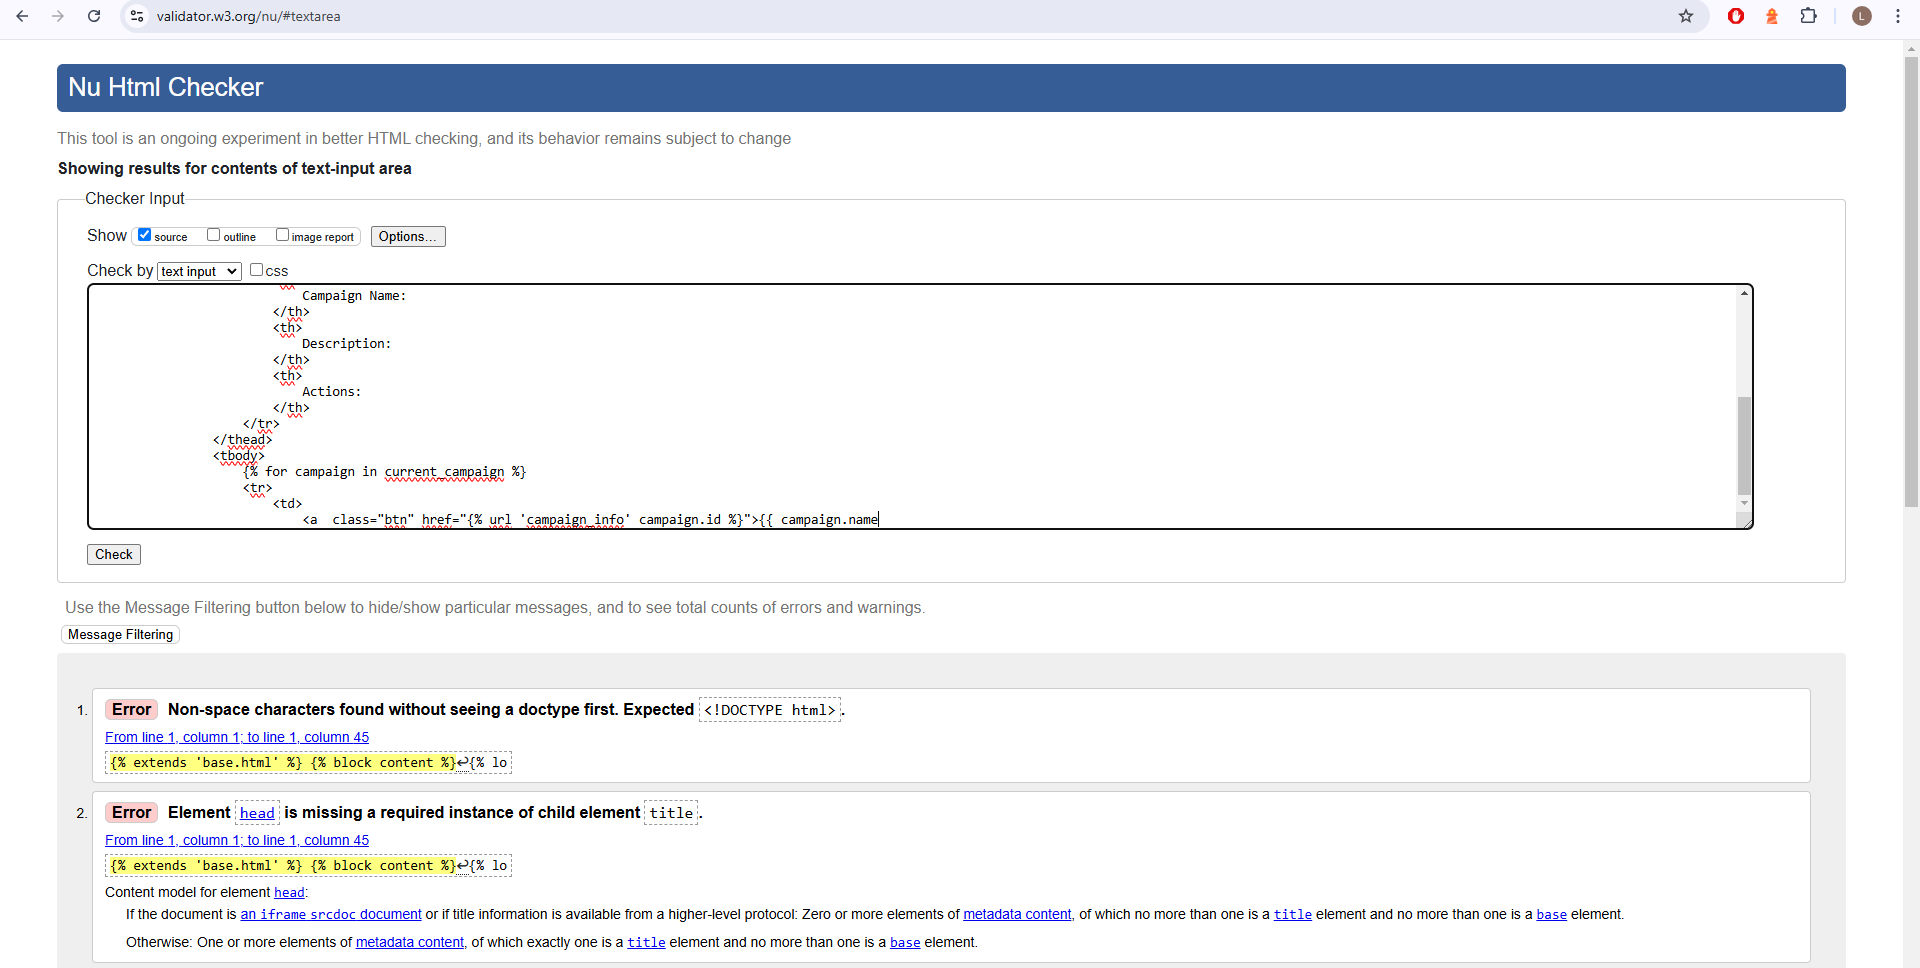 validator.w3.org/nu/#textarea
L
Nu Html Checker
This tool is an ongoing experiment in better HTML checking, and its behavior remains subject to change
Showing results for contents of text-input area
Checker Input
Show source outline image report Options...
Check by text input css
Campaign Name:
</th>
<th>
Description:
</th>
<th>
Actions:
</th>
</tr>
</thead>
<tbody>
{% for campaign in current_campaign %}
<tr>
<td>
<a  class="btn" href="{% url 'campaign_info' campaign.id %}">{{ campaign.name
Check
Use the Message Filtering button below to hide/show particular messages, and to see total counts of errors and warnings.
Message Filtering
1. Error Non-space characters found without seeing a doctype first. Expected <!DOCTYPE html>.
From line 1, column 1; to line 1, column 45
{% extends 'base.html' %} {% block content %}↩{% lo
2. Error Element head is missing a required instance of child element title.
From line 1, column 1; to line 1, column 45
{% extends 'base.html' %} {% block content %}↩{% lo
Content model for element head:
If the document is an iframe srcdoc document or if title information is available from a higher-level protocol: Zero or more elements of metadata content, of which no more than one is a title element and no more than one is a base element.
Otherwise: One or more elements of metadata content, of which exactly one is a title element and no more than one is a base element.